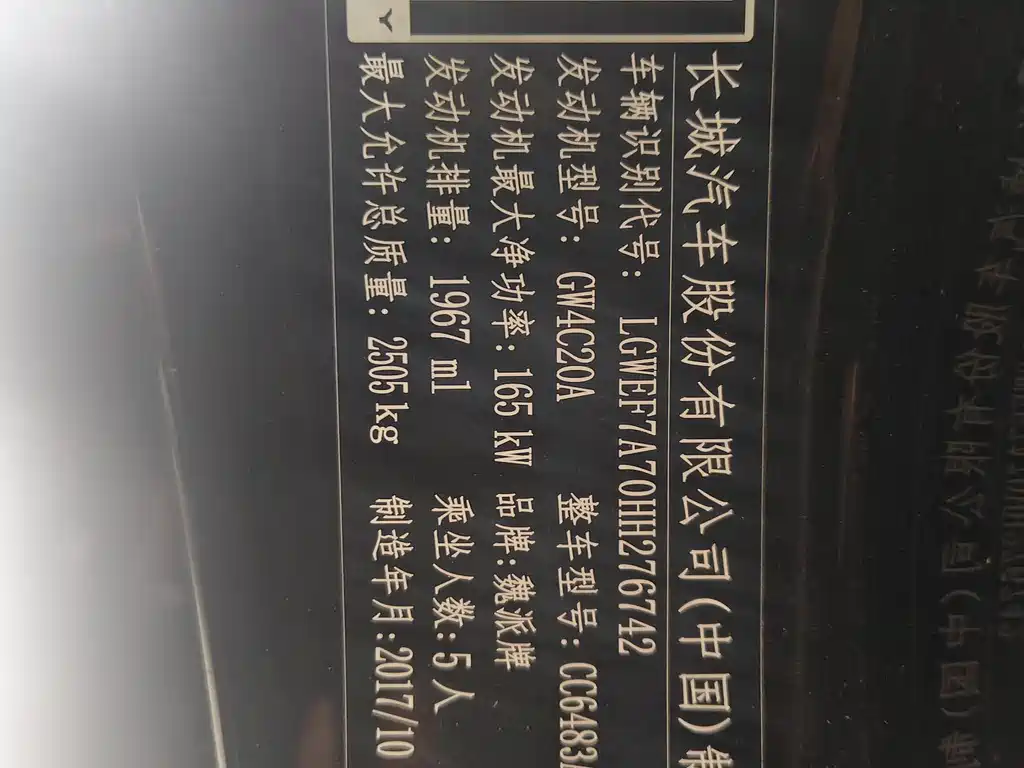 长城汽车股份有限公司(中国)
车辆识别代号: LGWEF7A70HH276742
发动机型号: GW4C20A 整车型号: CC6483
发动机最大净功率: 165 kW 品牌:魏派牌
发动机排量: 1967 ml 乘坐人数:5人
最大允许总质量: 2505kg 制造年月:2017/10